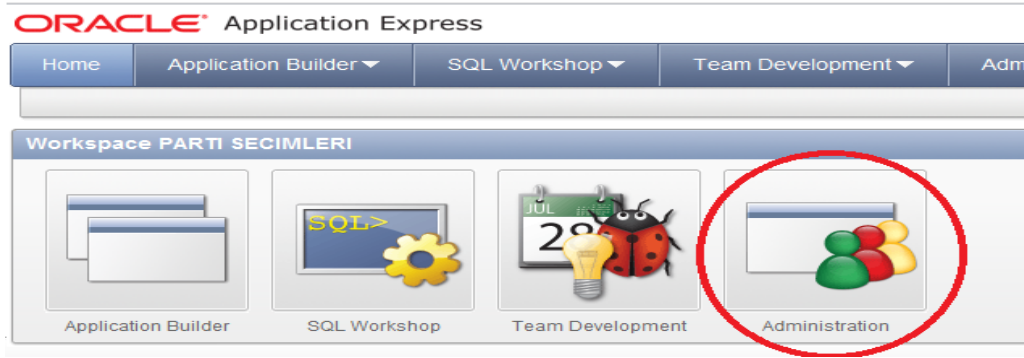 ORACLE Application Express
Home Application Builder SQL Workshop Team Development Adm
Workspace PARTI SECIMLERI
SQL>
JUL
28
Application Builder SQL Workshop Team Development Administration